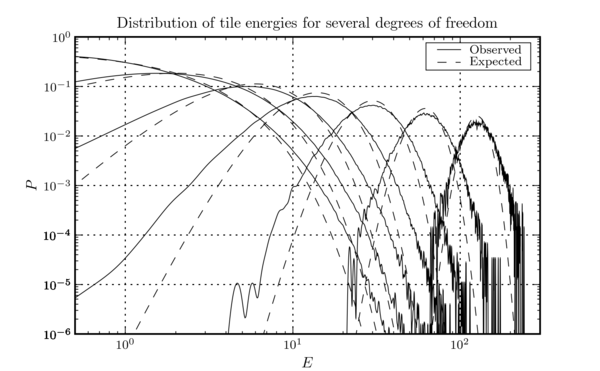 Distribution of tile energies for several degrees of freedom
10^0
Observed
Expected
10^-1
10^-2
P
10^-3
10^-4
10^-5
10^-6
10^0
10^1
10^2
E